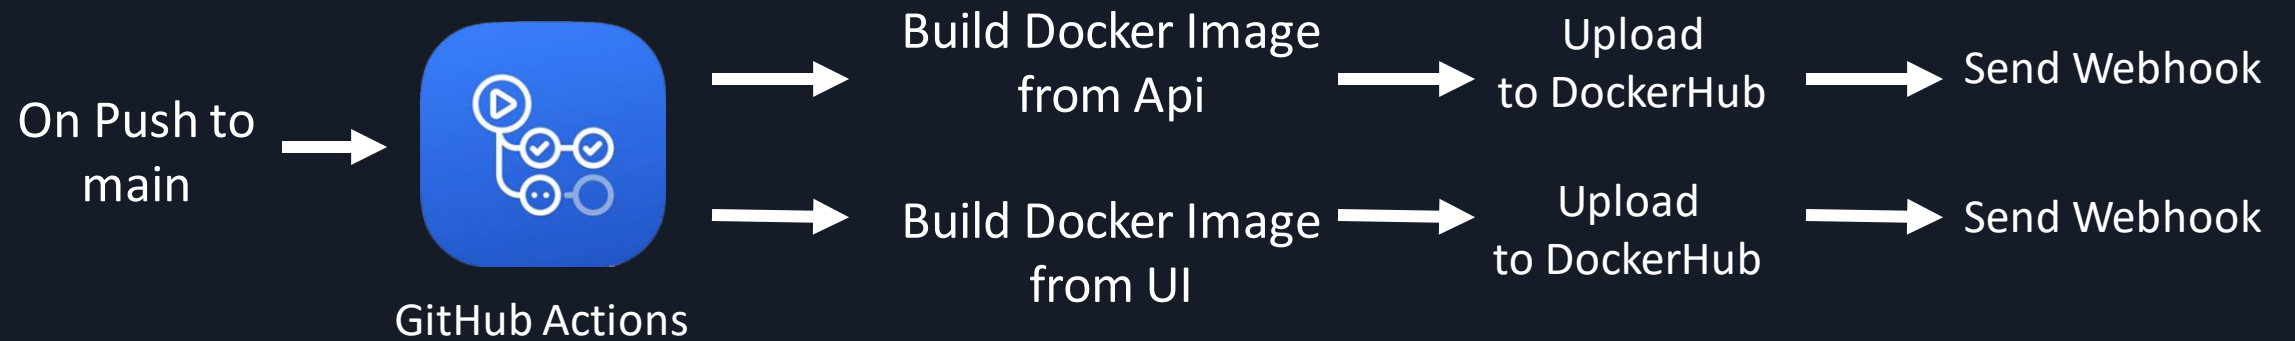 On Push to
main
GitHub Actions
Build Docker Image
from Api
Upload
to DockerHub
Send Webhook
Build Docker Image
from UI
Upload
to DockerHub
Send Webhook